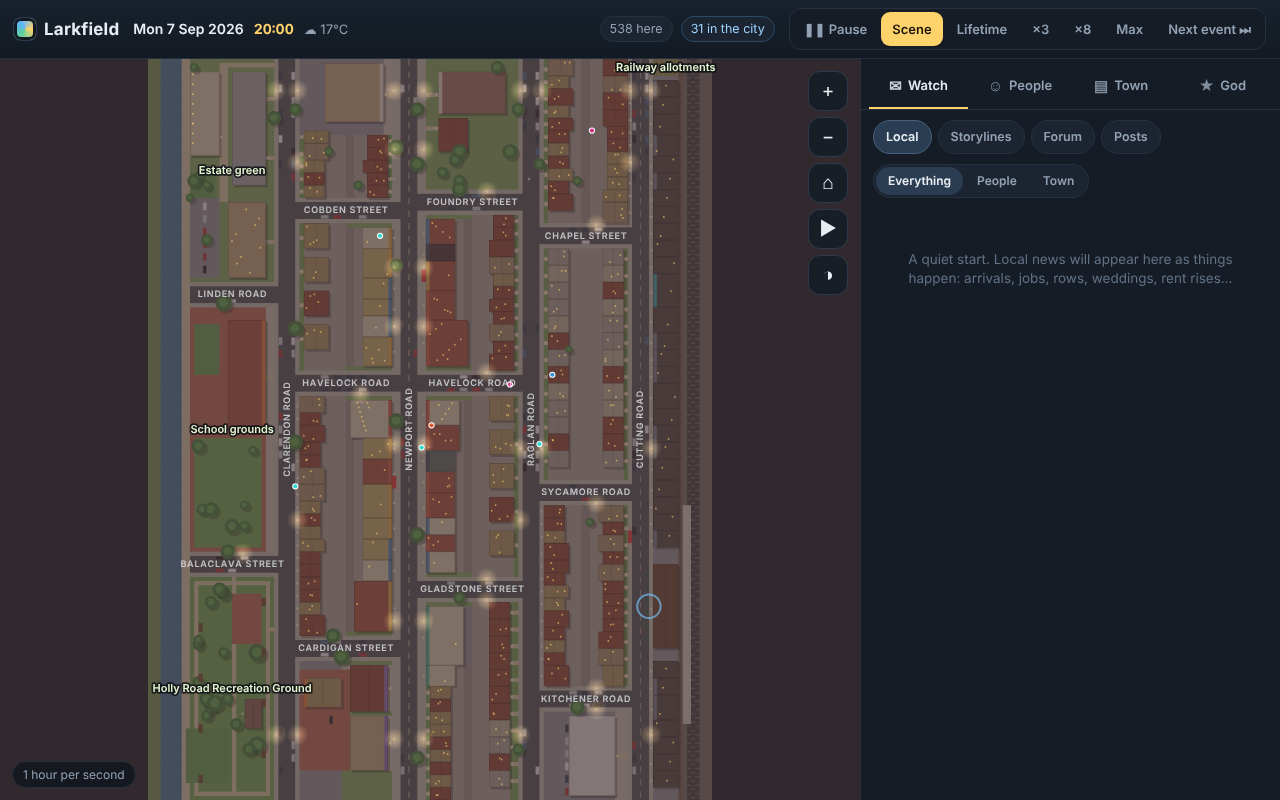 Larkfield
Mon 7 Sep 2026 20:00 ☁ 17°C
538 here
31 in the city
❚❚ Pause
Scene
Lifetime
×3
×8
Max
Next event ⏭
✉ Watch
☺ People
▤ Town
★ God
Local
Storylines
Forum
Posts
Everything
People
Town
A quiet start. Local news will appear here as things
happen: arrivals, jobs, rows, weddings, rent rises…
Railway allotments
Estate green
COBDEN STREET
FOUNDRY STREET
CHAPEL STREET
LINDEN ROAD
HAVELOCK ROAD
HAVELOCK ROAD
CLARENDON ROAD
NEWPORT ROAD
RAGLAN ROAD
CUTTING ROAD
School grounds
SYCAMORE ROAD
BALACLAVA STREET
GLADSTONE STREET
CARDIGAN STREET
Holly Road Recreation Ground
KITCHENER ROAD
1 hour per second
+
−
⌂
▶
◗